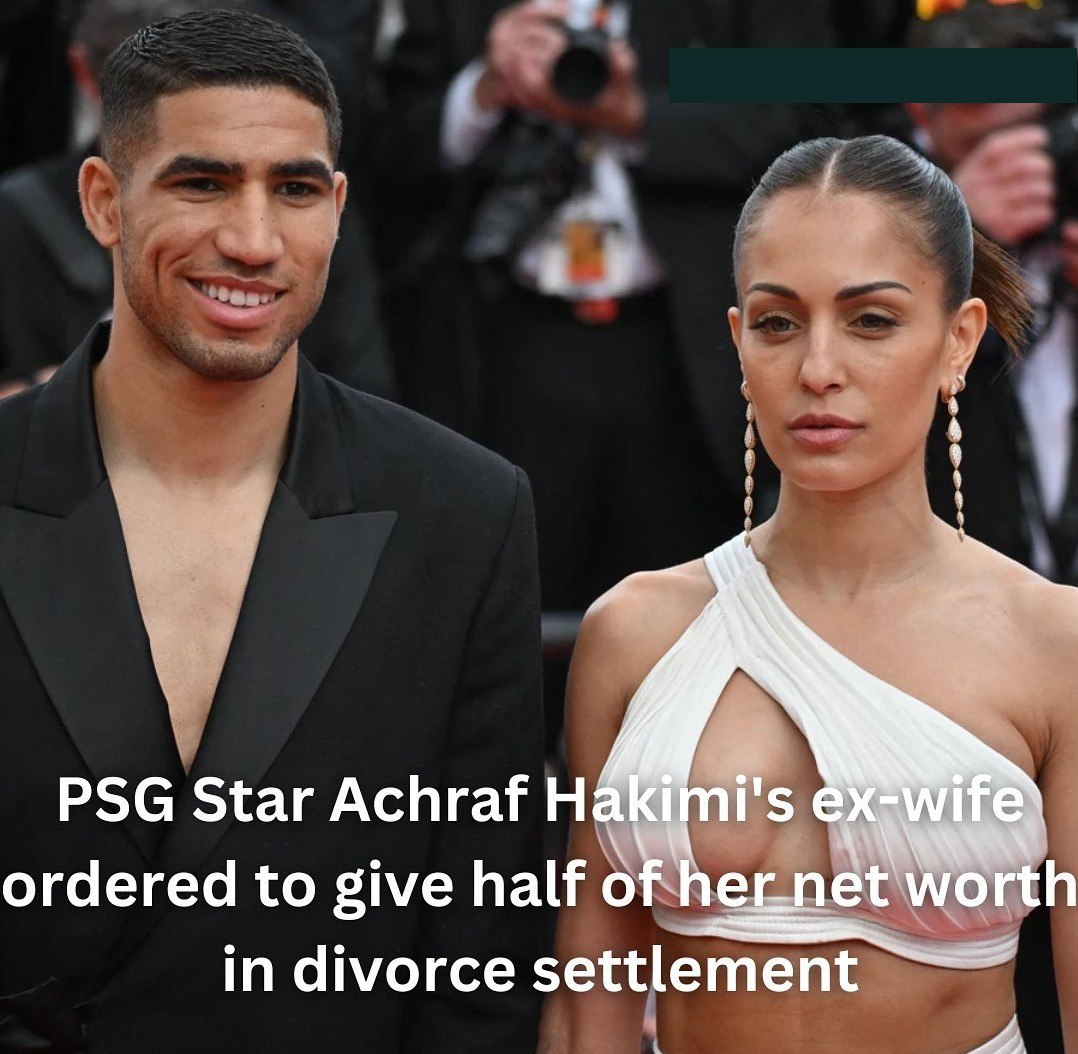 PSG Star Achraf Hakimi's ex-wife
ordered to give half of her net worth
in divorce settlement